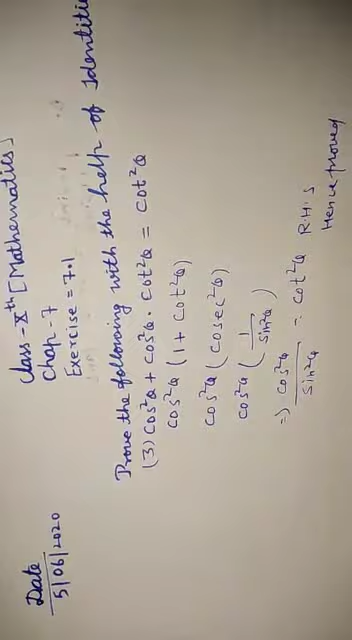 Date
5/06/2020
Class-Xth [Mathematics]
Chap-7
Exercise = 7.1
Prove the following with the help of Identitie
(3) cos²θ + cos²θ · cot²θ = cot²θ
cos²θ (1 + cot²θ)
cos²θ (cosec²θ)
cos²θ (1/sin²θ)
=> cos²θ/sin²θ = cot²θ R.H.S
Hence proved